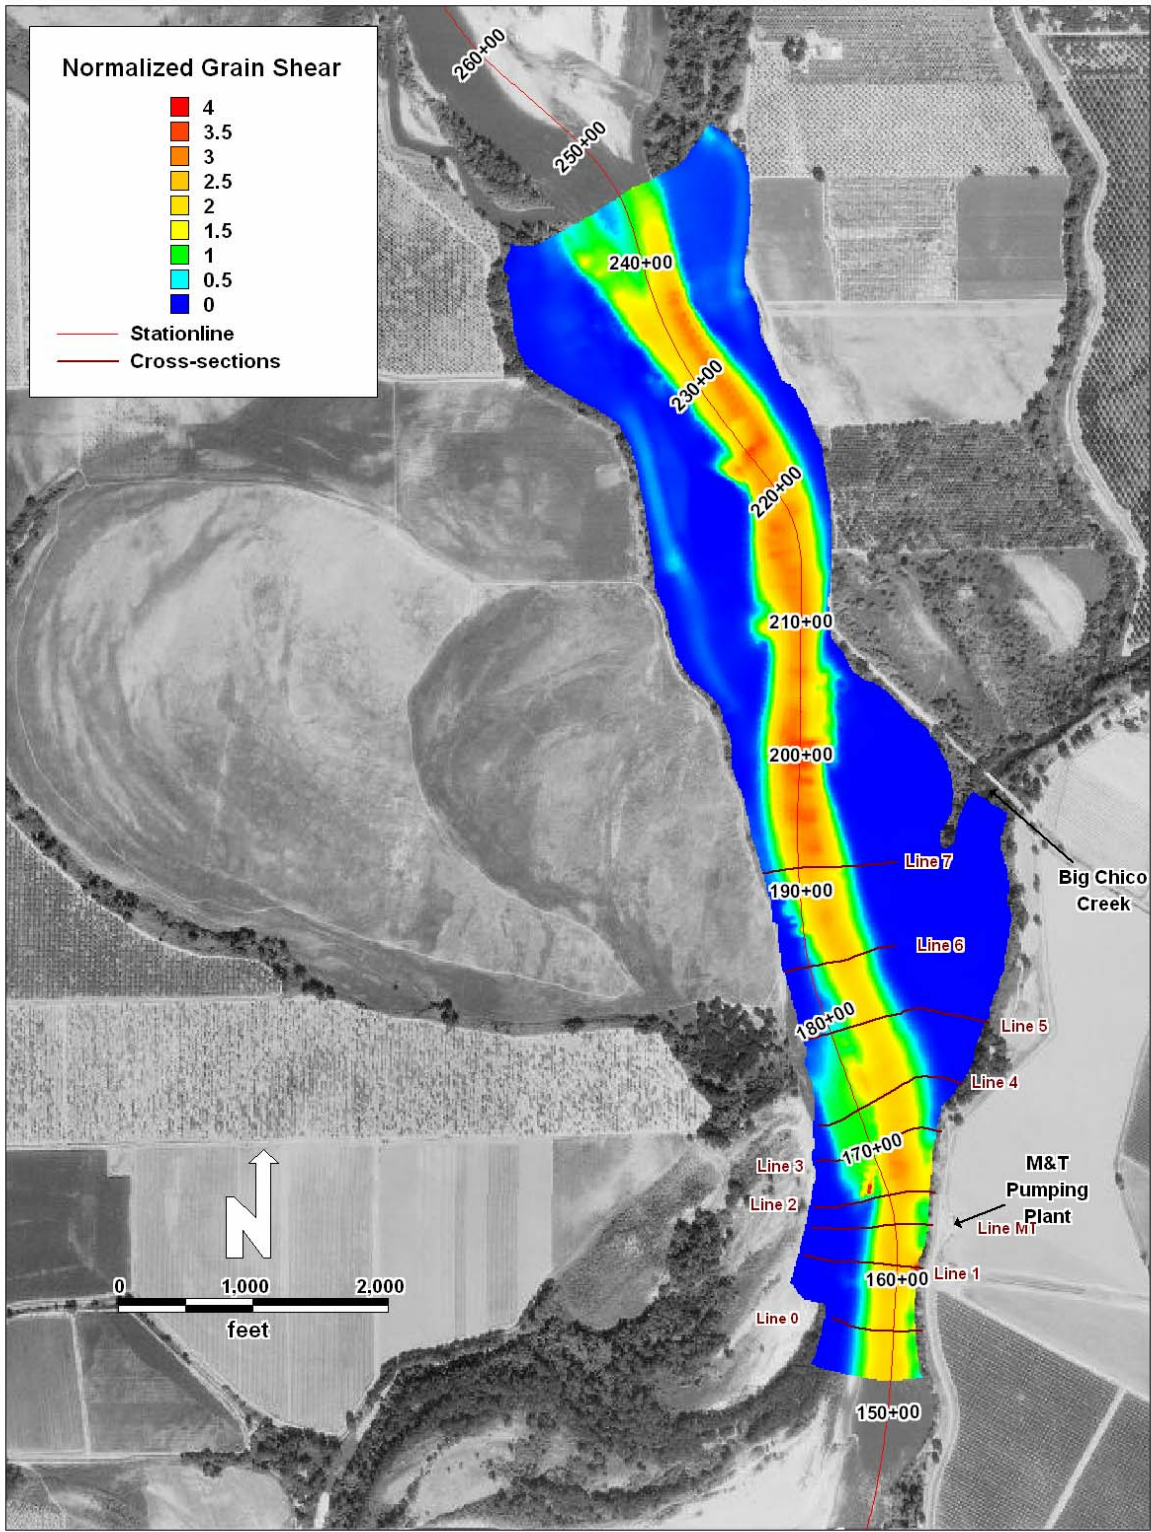 Normalized Grain Shear
4
3.5
3
2.5
2
1.5
1
0.5
0
Stationline
Cross-sections
260+00
250+00
240+00
230+00
220+00
210+00
200+00
Line 7
190+00
Big Chico
Creek
Line 6
180+00
Line 5
Line 4
170+00
Line 3
M&T
Pumping
Plant
Line 2
Line MT
Line 1
160+00
N
0 1,000 2,000
feet
Line 0
150+00